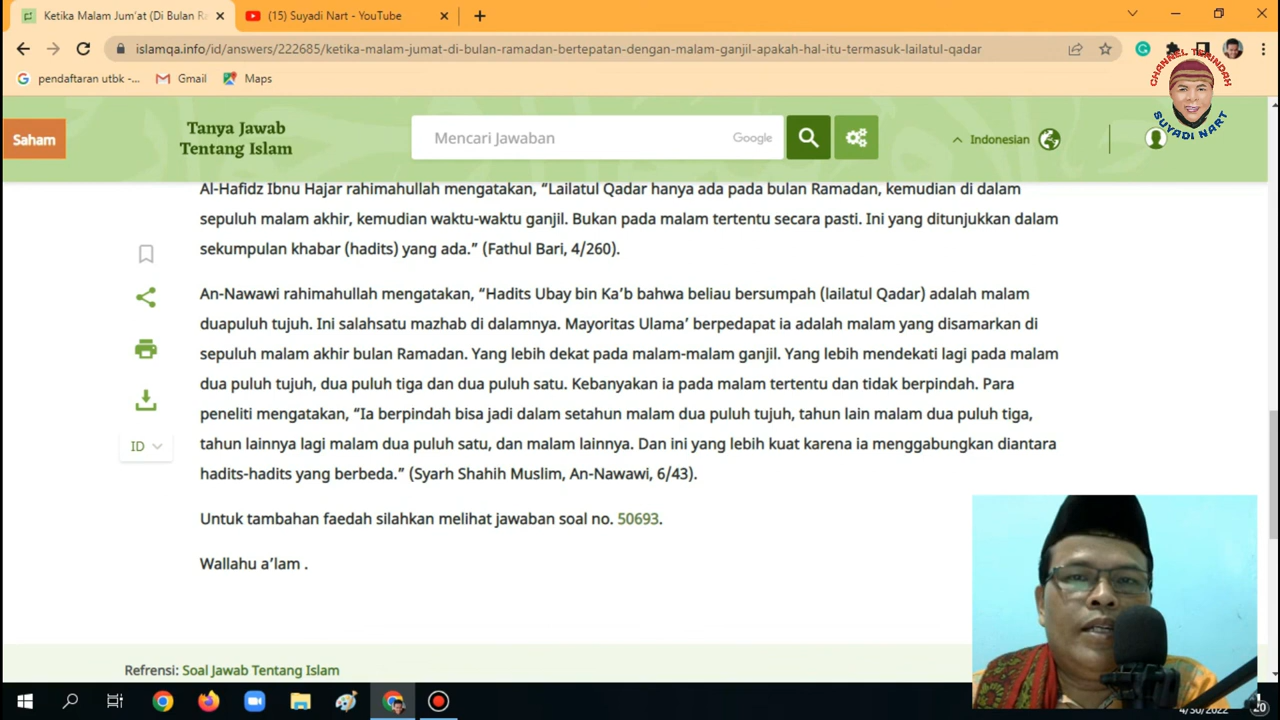 Ketika Malam Jum'at (Di Bulan Ra
(15) Suyadi Nart - YouTube
islamqa.info/id/answers/222685/ketika-malam-jumat-di-bulan-ramadan-bertepatan-dengan-malam-ganjil-apakah-hal-itu-termasuk-lailatul-qadar
pendaftaran utbk -...
Gmail
Maps
CHANNEL TERINDAH
SUYADI NART
Saham
Tanya Jawab
Tentang Islam
Mencari Jawaban
Google
Indonesian
Al-Hafidz Ibnu Hajar rahimahullah mengatakan, “Lailatul Qadar hanya ada pada bulan Ramadan, kemudian di dalam
sepuluh malam akhir, kemudian waktu-waktu ganjil. Bukan pada malam tertentu secara pasti. Ini yang ditunjukkan dalam
sekumpulan khabar (hadits) yang ada.” (Fathul Bari, 4/260).
An-Nawawi rahimahullah mengatakan, “Hadits Ubay bin Ka’b bahwa beliau bersumpah (lailatul Qadar) adalah malam
duapuluh tujuh. Ini salahsatu mazhab di dalamnya. Mayoritas Ulama’ berpedapat ia adalah malam yang disamarkan di
sepuluh malam akhir bulan Ramadan. Yang lebih dekat pada malam-malam ganjil. Yang lebih mendekati lagi pada malam
dua puluh tujuh, dua puluh tiga dan dua puluh satu. Kebanyakan ia pada malam tertentu dan tidak berpindah. Para
peneliti mengatakan, “Ia berpindah bisa jadi dalam setahun malam dua puluh tujuh, tahun lain malam dua puluh tiga,
tahun lainnya lagi malam dua puluh satu, dan malam lainnya. Dan ini yang lebih kuat karena ia menggabungkan diantara
hadits-hadits yang berbeda.” (Syarh Shahih Muslim, An-Nawawi, 6/43).
ID
Untuk tambahan faedah silahkan melihat jawaban soal no. 50693.
Wallahu a’lam .
Refrensi: Soal Jawab Tentang Islam
4/30/2022
20